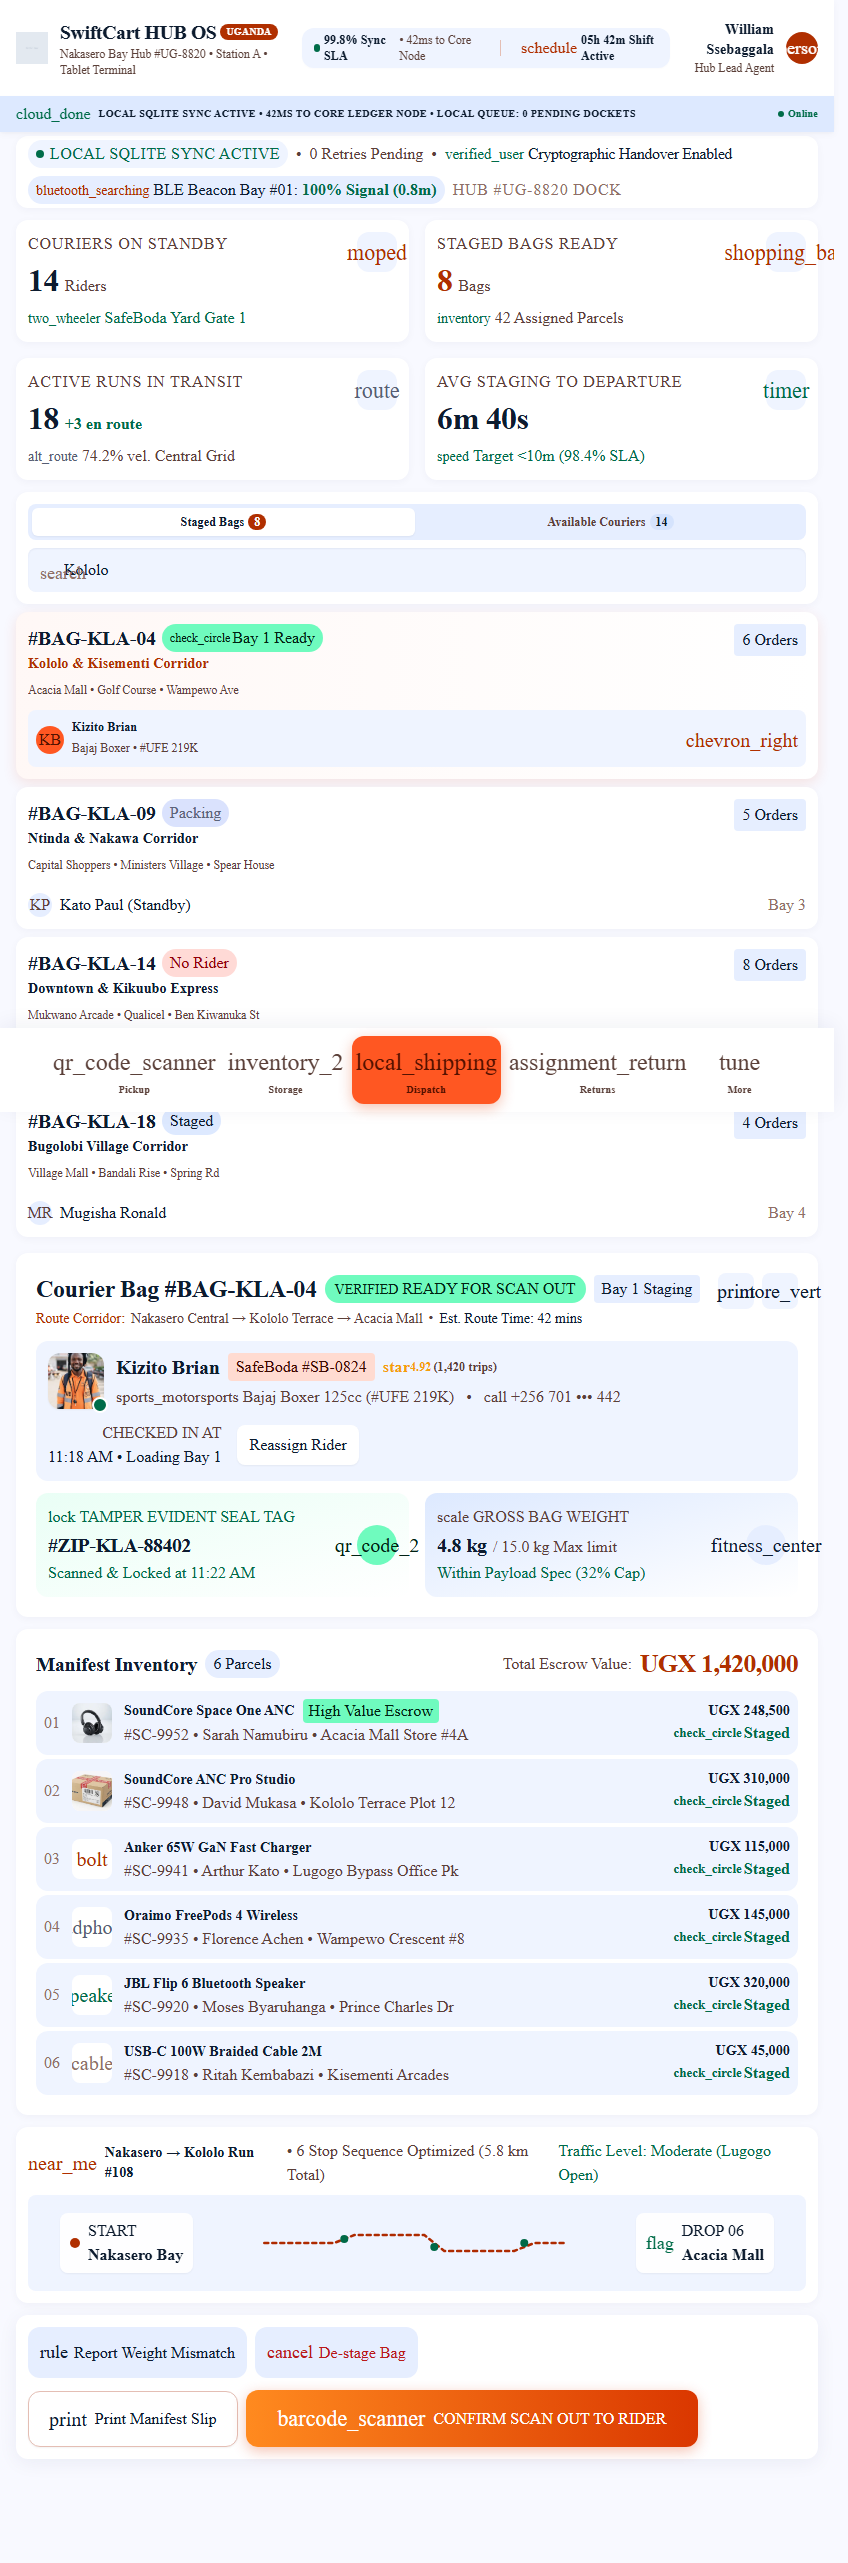 SwiftCart HUB OS UGANDA
Nakasero Bay Hub #UG-8820 • Station A •
Tablet Terminal
99.8% Sync
SLA
• 42ms to Core
Node
schedule
05h 42m Shift
Active
William
Ssebaggala
Hub Lead Agent
erso
cloud_done LOCAL SQLITE SYNC ACTIVE • 42MS TO CORE LEDGER NODE • LOCAL QUEUE: 0 PENDING DOCKETS
Online
LOCAL SQLITE SYNC ACTIVE • 0 Retries Pending • verified_user Cryptographic Handover Enabled
bluetooth_searching BLE Beacon Bay #01: 100% Signal (0.8m) HUB #UG-8820 DOCK
COURIERS ON STANDBY
moped
14 Riders
two_wheeler SafeBoda Yard Gate 1
STAGED BAGS READY
shopping_ba
8 Bags
inventory 42 Assigned Parcels
ACTIVE RUNS IN TRANSIT
route
18 +3 en route
alt_route 74.2% vel. Central Grid
AVG STAGING TO DEPARTURE
timer
6m 40s
speed Target <10m (98.4% SLA)
Staged Bags 8
Available Couriers 14
search
Kololo
#BAG-KLA-04 check_circle Bay 1 Ready
6 Orders
Kololo & Kisementi Corridor
Acacia Mall • Golf Course • Wampewo Ave
KB
Kizito Brian
Bajaj Boxer • #UFE 219K
chevron_right
#BAG-KLA-09 Packing
5 Orders
Ntinda & Nakawa Corridor
Capital Shoppers • Ministers Village • Spear House
KP Kato Paul (Standby)
Bay 3
#BAG-KLA-14 No Rider
8 Orders
Downtown & Kikuubo Express
Mukwano Arcade • Qualicel • Ben Kiwanuka St
qr_code_scanner
Pickup
inventory_2
Storage
local_shipping
Dispatch
assignment_return
Returns
tune
More
#BAG-KLA-18 Staged
4 Orders
Bugolobi Village Corridor
Village Mall • Bandali Rise • Spring Rd
MR Mugisha Ronald
Bay 4
Courier Bag #BAG-KLA-04 VERIFIED READY FOR SCAN OUT Bay 1 Staging
print
ore_vert
Route Corridor: Nakasero Central → Kololo Terrace → Acacia Mall • Est. Route Time: 42 mins
Kizito Brian SafeBoda #SB-0824 star 4.92 (1,420 trips)
sports_motorsports Bajaj Boxer 125cc (#UFE 219K) • call +256 701 ••• 442
CHECKED IN AT
11:18 AM • Loading Bay 1
Reassign Rider
lock TAMPER EVIDENT SEAL TAG
#ZIP-KLA-88402
Scanned & Locked at 11:22 AM
qr_code_2
scale GROSS BAG WEIGHT
4.8 kg / 15.0 kg Max limit
Within Payload Spec (32% Cap)
fitness_center
Manifest Inventory 6 Parcels
Total Escrow Value: UGX 1,420,000
01
SoundCore Space One ANC High Value Escrow
#SC-9952 • Sarah Namubiru • Acacia Mall Store #4A
UGX 248,500
check_circle Staged
02
SoundCore ANC Pro Studio
#SC-9948 • David Mukasa • Kololo Terrace Plot 12
UGX 310,000
check_circle Staged
03
bolt
Anker 65W GaN Fast Charger
#SC-9941 • Arthur Kato • Lugogo Bypass Office Pk
UGX 115,000
check_circle Staged
04
dpho
Oraimo FreePods 4 Wireless
#SC-9935 • Florence Achen • Wampewo Crescent #8
UGX 145,000
check_circle Staged
05
peake
JBL Flip 6 Bluetooth Speaker
#SC-9920 • Moses Byaruhanga • Prince Charles Dr
UGX 320,000
check_circle Staged
06
cable
USB-C 100W Braided Cable 2M
#SC-9918 • Ritah Kembabazi • Kisementi Arcades
UGX 45,000
check_circle Staged
near_me
Nakasero → Kololo Run
#108
• 6 Stop Sequence Optimized (5.8 km
Total)
Traffic Level: Moderate (Lugogo
Open)
START
Nakasero Bay
flag
DROP 06
Acacia Mall
rule Report Weight Mismatch
cancel De-stage Bag
print Print Manifest Slip
barcode_scanner CONFIRM SCAN OUT TO RIDER